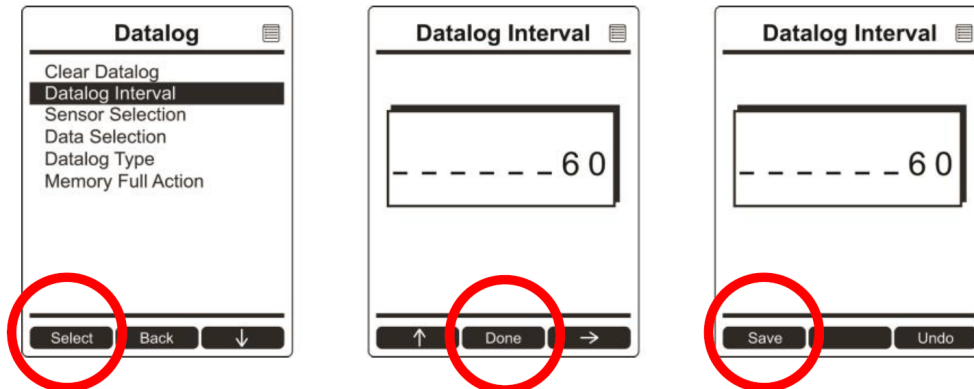 Datalog
Clear Datalog
Datalog Interval
Sensor Selection
Data Selection
Datalog Type
Memory Full Action
Select Back ↓
Datalog Interval
_ _ _ _ _ _ 6 0
↑ Done →
Datalog Interval
_ _ _ _ _ _ 6 0
Save Undo